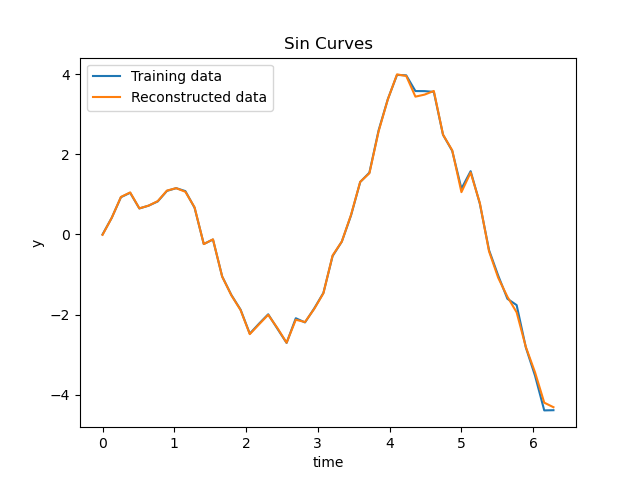 Sin Curves
Training data
Reconstructed data
4
2
0
−2
−4
y
0 1 2 3 4 5 6
time